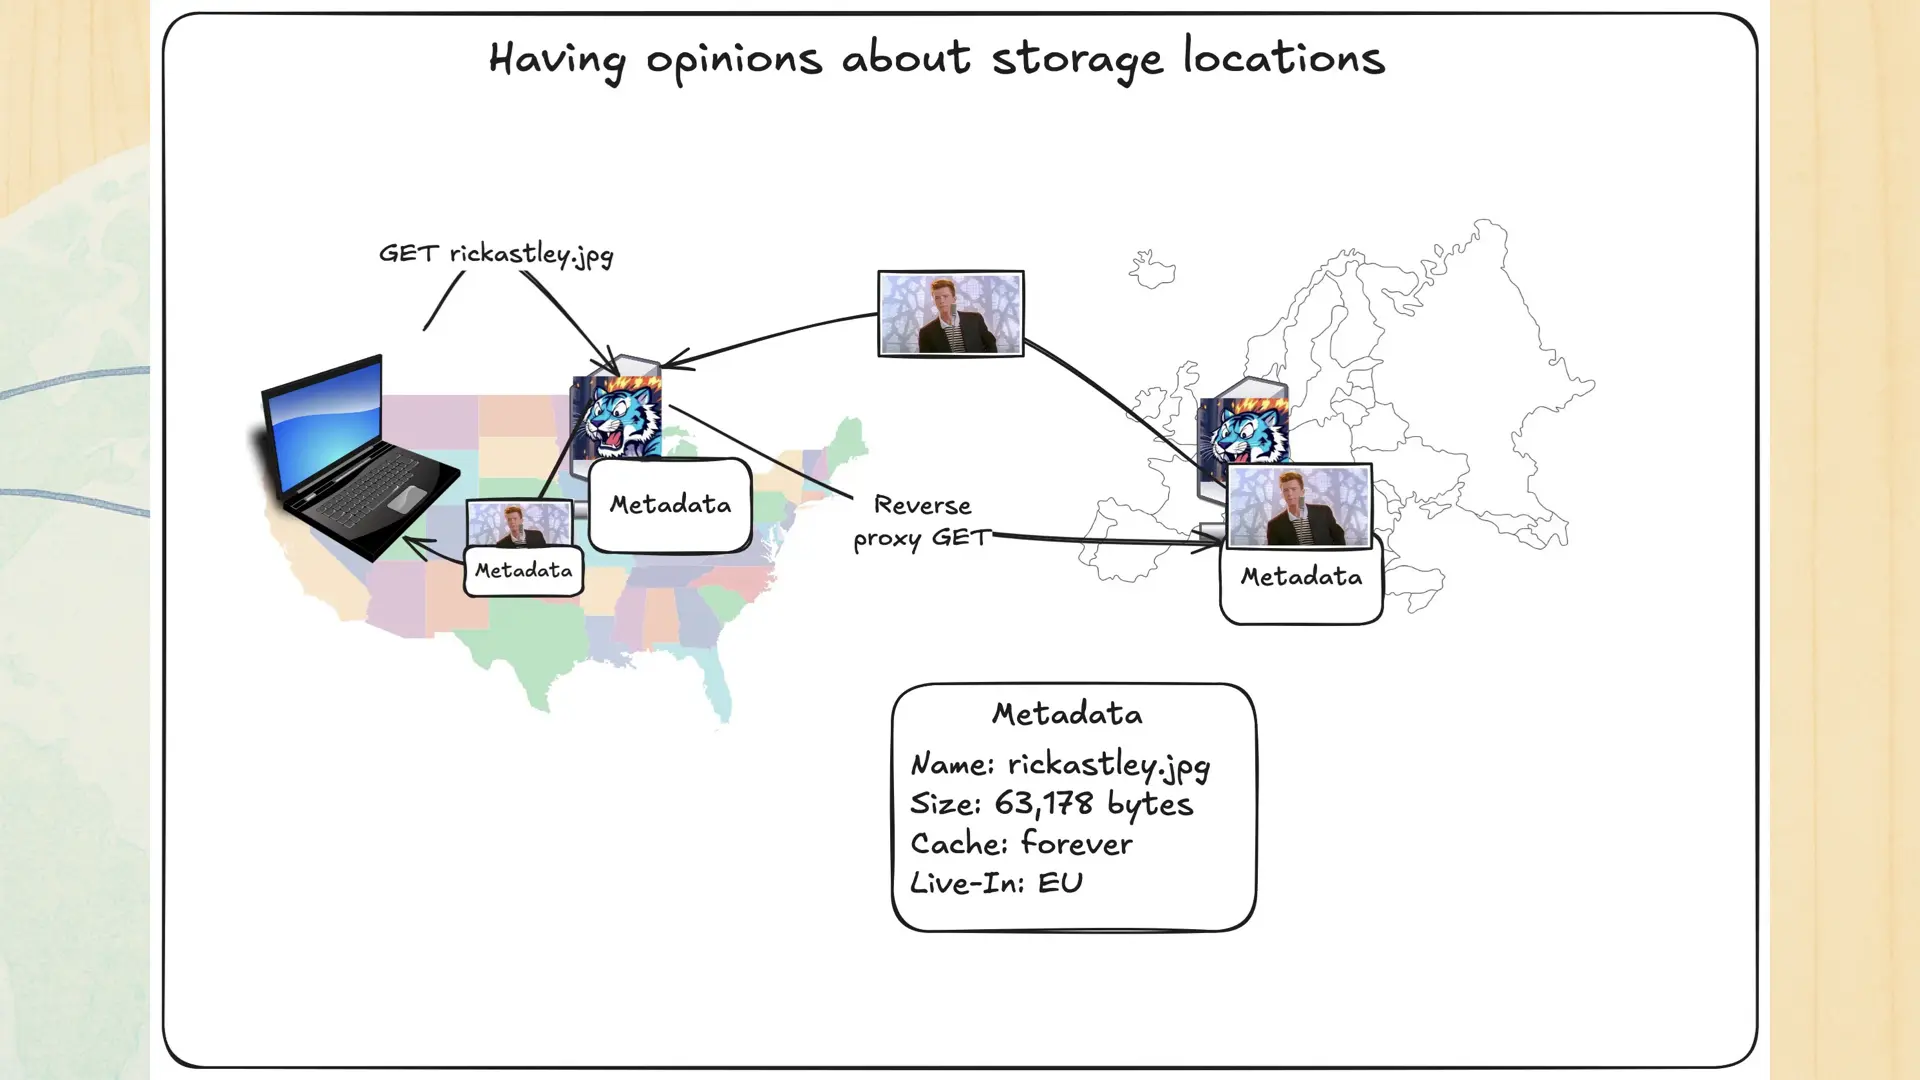 Having opinions about storage locations
GET rickastley.jpg
Reverse
proxy GET
Metadata
Metadata
Metadata
Metadata
Name: rickastley.jpg
Size: 63,178 bytes
Cache: forever
Live-In: EU